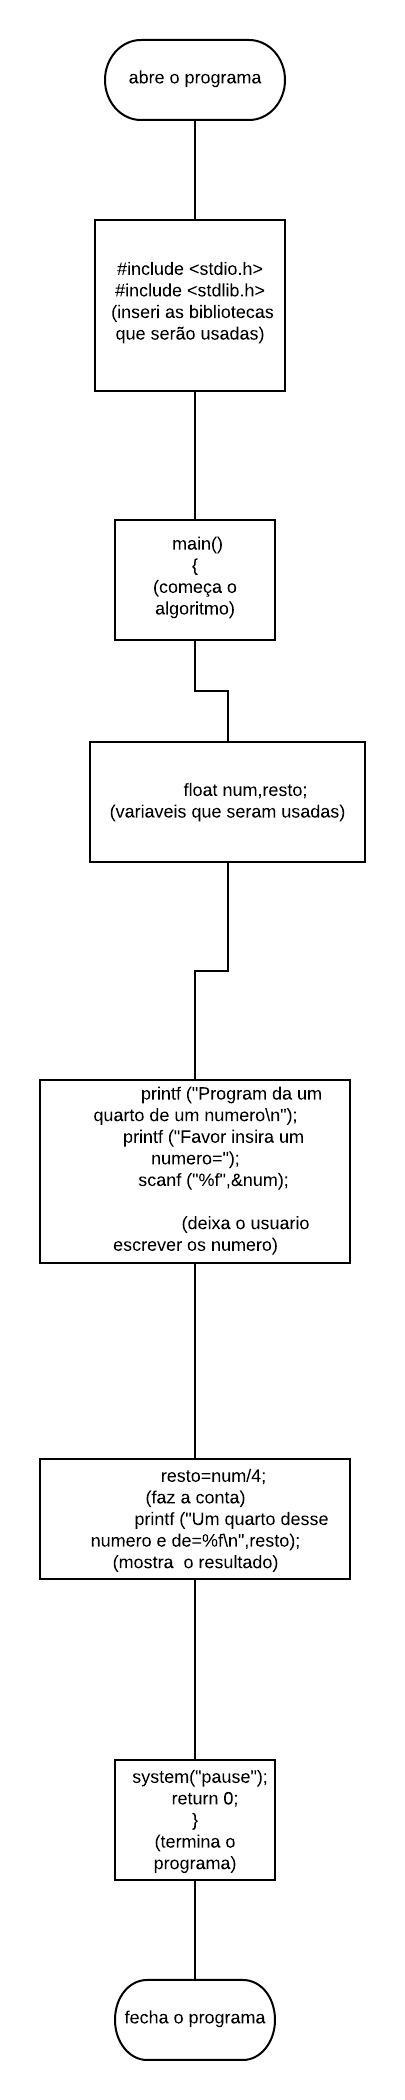 abre o programa
#include <stdio.h>
#include <stdlib.h>
(inseri as bibliotecas
que serão usadas)
main()
{
(começa o
algoritmo)
float num,resto;
(variaveis que seram usadas)
printf ("Program da um
quarto de um numero\n");
printf ("Favor insira um
numero=");
scanf ("%f",&num);
(deixa o usuario
escrever os numero)
resto=num/4;
(faz a conta)
printf ("Um quarto desse
numero e de=%f\n",resto);
(mostra  o resultado)
system("pause");
return 0;
}
(termina o
programa)
fecha o programa